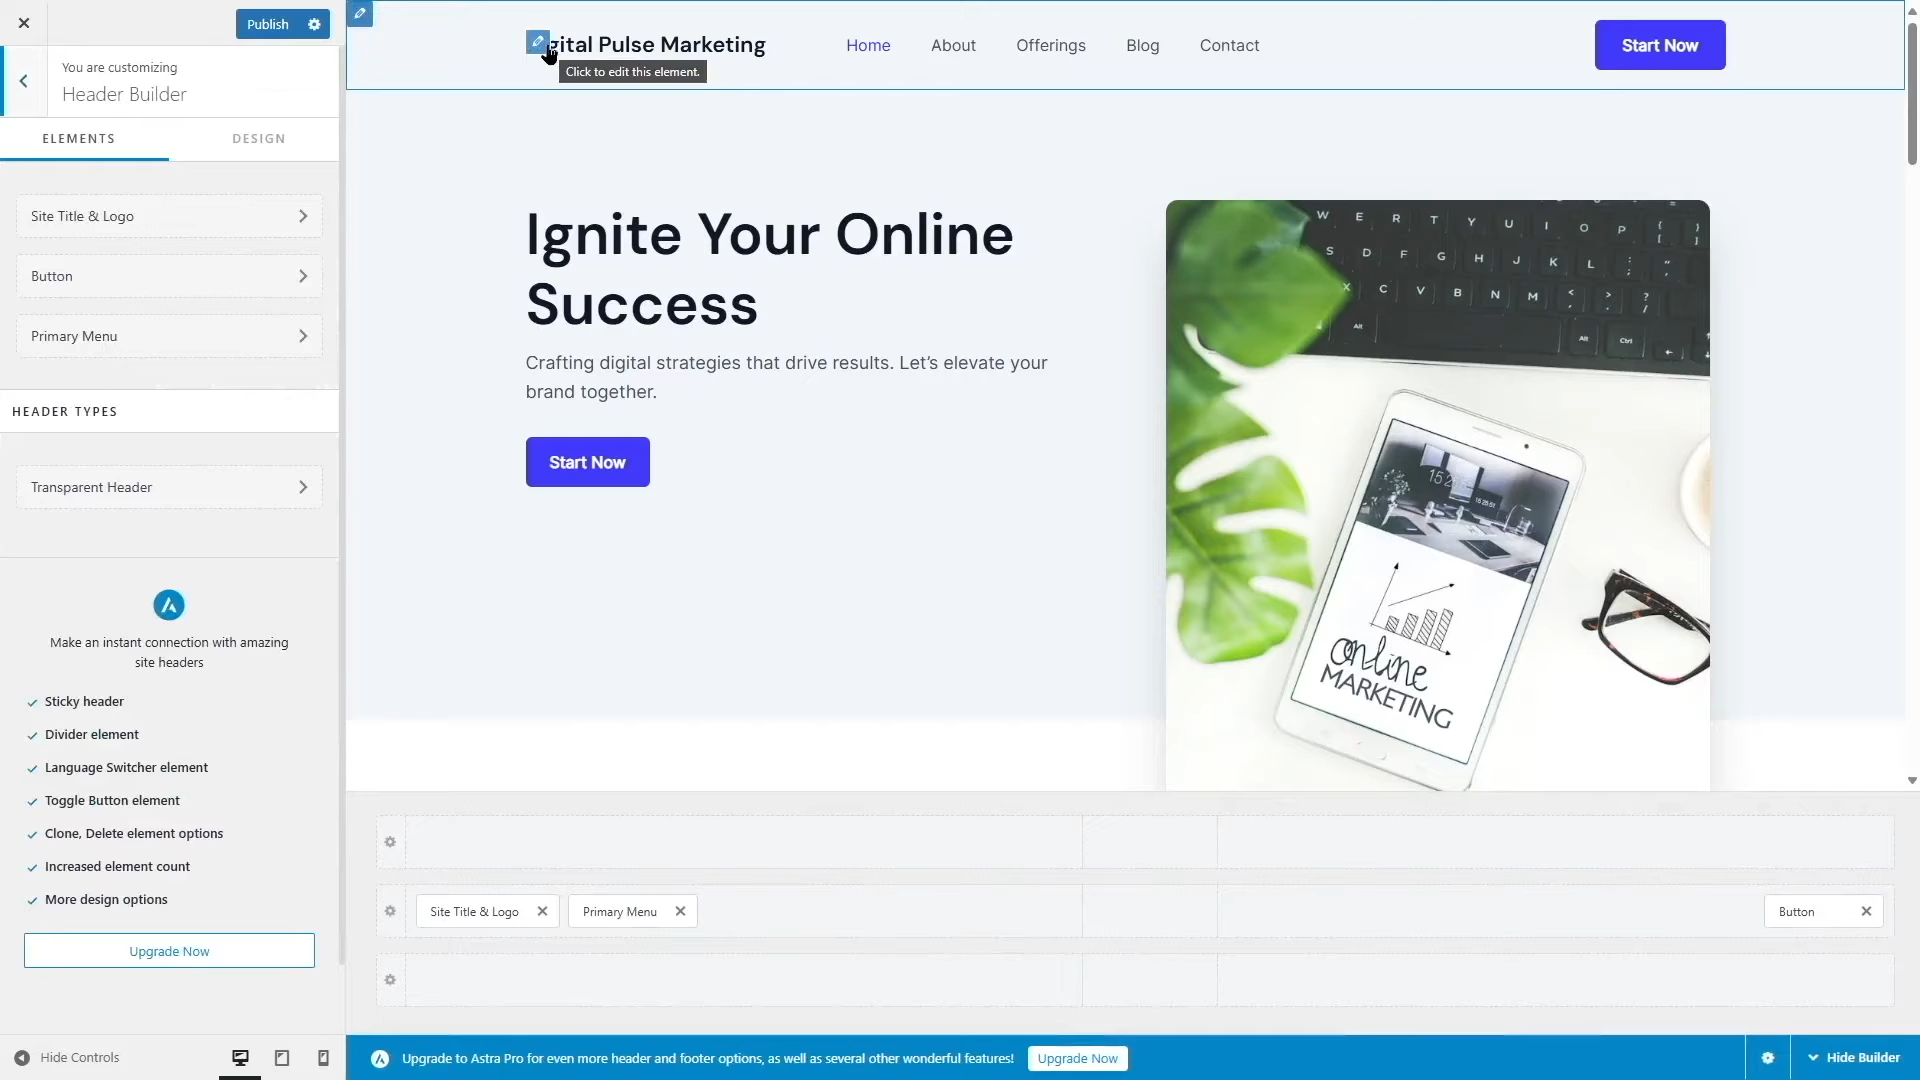 Publish
You are customizing
Header Builder
ELEMENTS
DESIGN
Site Title & Logo
Button
Primary Menu
HEADER TYPES
Transparent Header
Make an instant connection with amazing
site headers
Sticky header
Divider element
Language Switcher element
Toggle Button element
Clone, Delete element options
Increased element count
More design options
Upgrade Now
Hide Controls
gital Pulse Marketing
Click to edit this element.
Home
About
Offerings
Blog
Contact
Start Now
Ignite Your Online
Success
Crafting digital strategies that drive results. Let’s elevate your
brand together.
Start Now
W E R T Y U I O P { }
[ ]
S D F G H J K L : "
; '
X C V B N M < > ?
, . /
Alt
Alt
Ctrl
online
MARKETING
Site Title & Logo
Primary Menu
Button
Upgrade to Astra Pro for even more header and footer options, as well as several other wonderful features!
Upgrade Now
Hide Builder